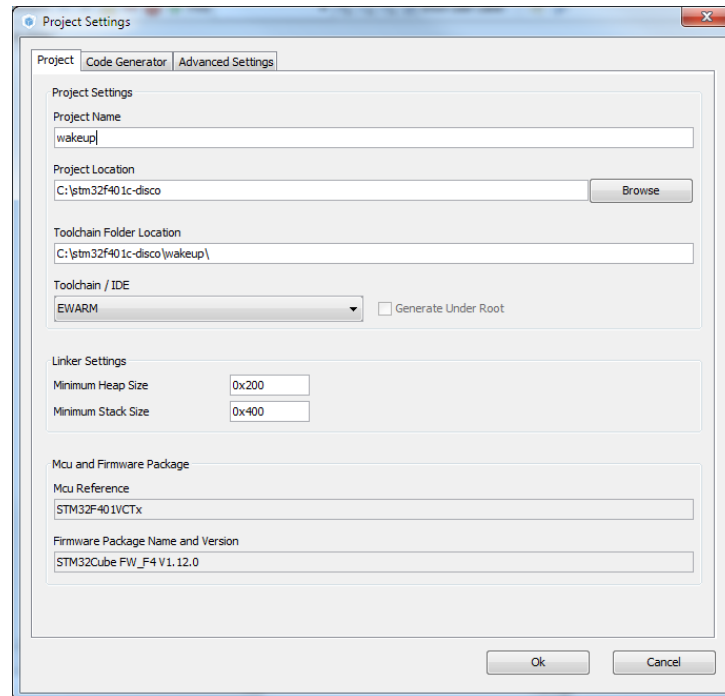 Project Settings
Project Code Generator Advanced Settings
Project Settings
Project Name
wakeup
Project Location
C:\stm32f401c-disco Browse
Toolchain Folder Location
C:\stm32f401c-disco\wakeup\
Toolchain / IDE
EWARM Generate Under Root
Linker Settings
Minimum Heap Size 0x200
Minimum Stack Size 0x400
Mcu and Firmware Package
Mcu Reference
STM32F401VCTx
Firmware Package Name and Version
STM32Cube FW_F4 V1.12.0
Ok Cancel